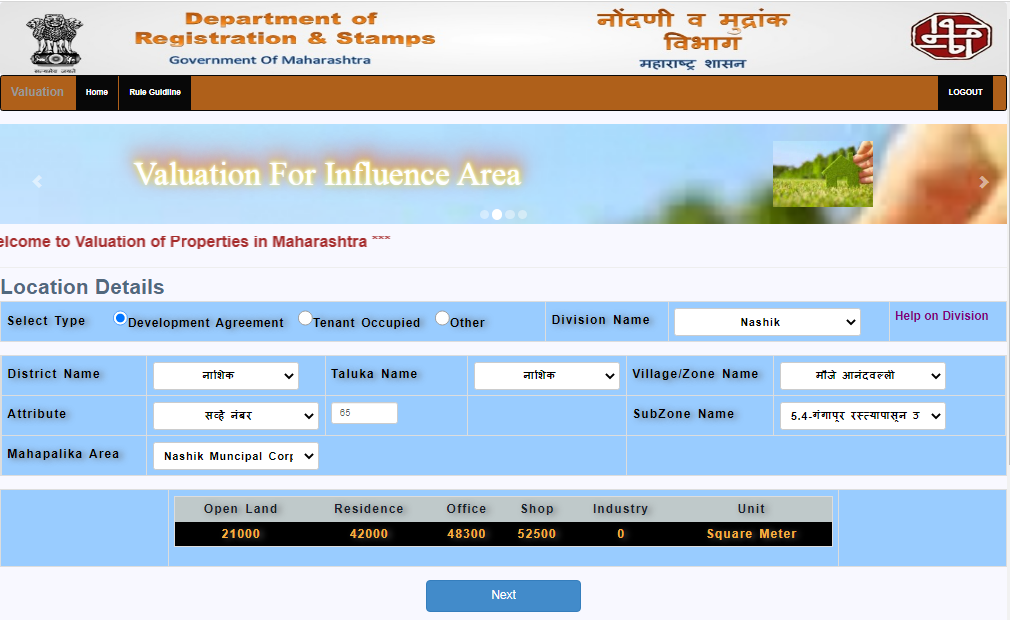 Department of
Registration & Stamps
Government Of Maharashtra
नोंदणी व मुद्रांक
विभाग
महाराष्ट्र शासन
Valuation
Home
Rule Guidline
LOGOUT
Valuation For Influence Area
elcome to Valuation of Properties in Maharashtra ***
Location Details
Select Type Development Agreement Tenant Occupied Other Division Name Nashik Help on Division
District Name नाशिक Taluka Name नाशिक Village/Zone Name मौजे आनंदवल्ली
Attribute सर्व्हे नंबर 65 SubZone Name 5.4-गंगापूर रस्त्यापासून उ
Mahapalika Area Nashik Muncipal Corp
Open Land Residence Office Shop Industry Unit
21000 42000 48300 52500 0 Square Meter
Next